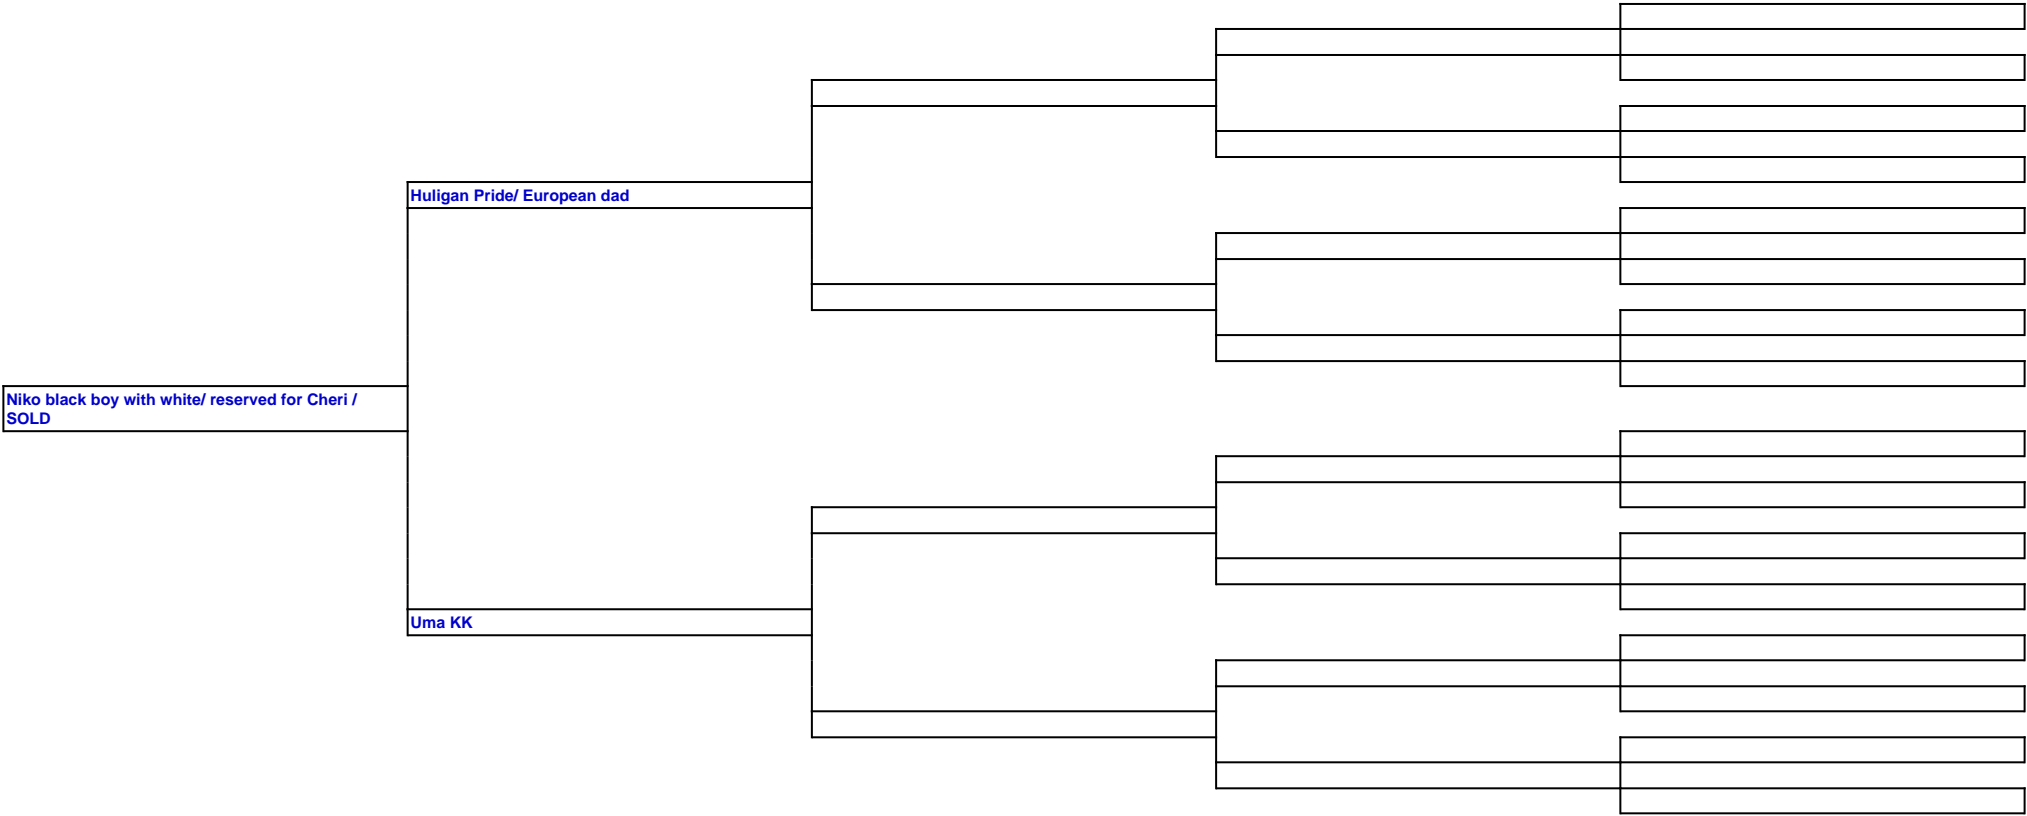 Huligan Pride/ European dad
Niko black boy with white/ reserved for Cheri /
SOLD
Uma KK